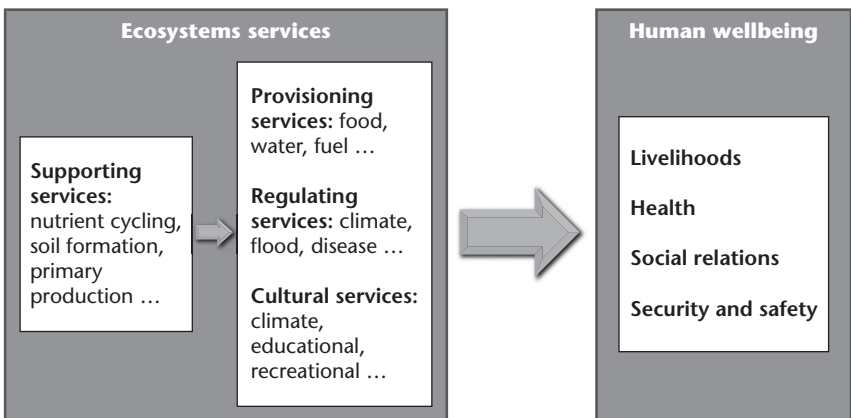 Ecosystems services
Supporting
services:
nutrient cycling,
soil formation,
primary
production …
Provisioning
services: food,
water, fuel …
Regulating
services: climate,
flood, disease …
Cultural services:
climate,
educational,
recreational …
Human wellbeing
Livelihoods
Health
Social relations
Security and safety